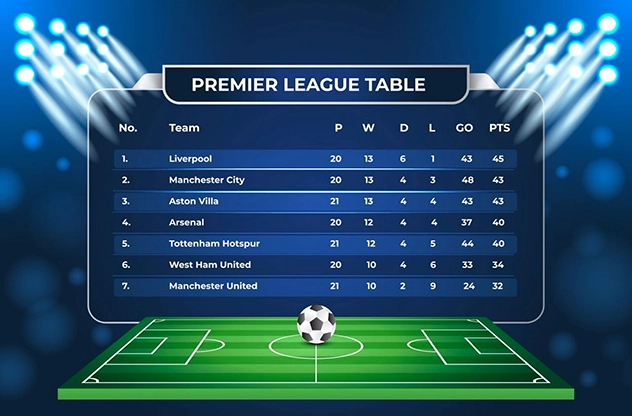 PREMIER LEAGUE TABLE
No. Team P W D L GO PTS
1. Liverpool 20 13 6 1 43 45
2. Manchester City 20 13 4 3 48 43
3. Aston Villa 21 13 4 4 43 43
4. Arsenal 20 12 4 4 37 40
5. Tottenham Hotspur 21 12 4 5 44 40
6. West Ham United 20 10 4 6 33 34
7. Manchester United 21 10 2 9 24 32